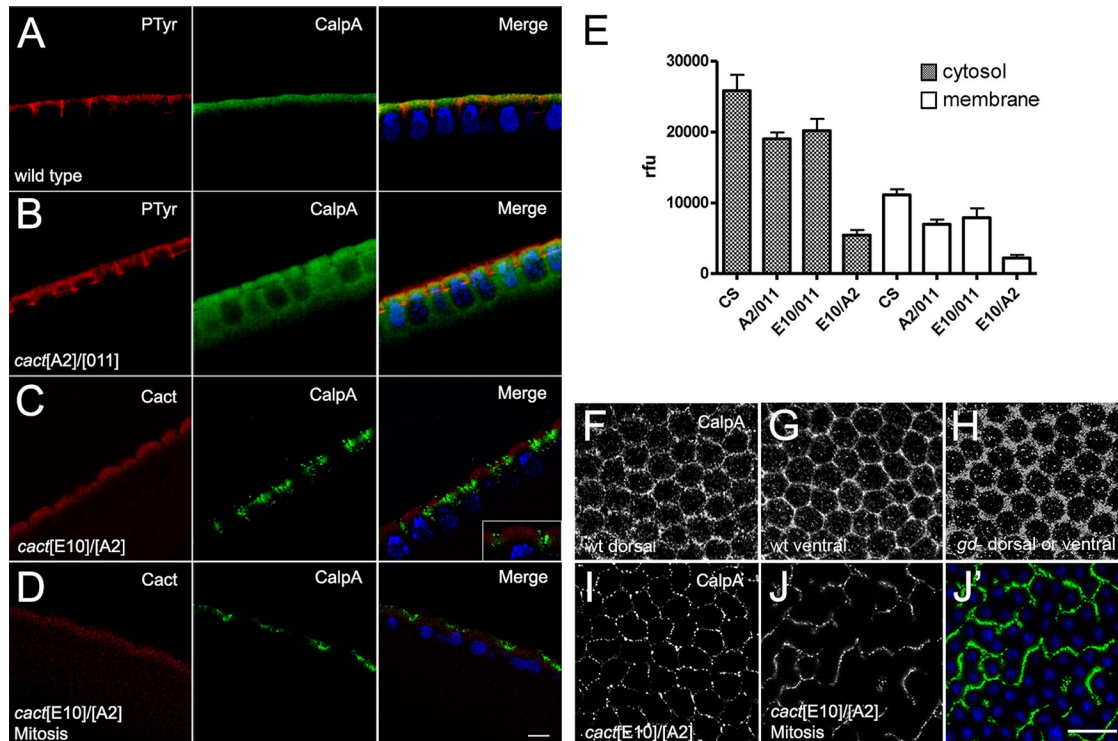 A
PTyr
CalpA
Merge
wild type
B
PTyr
CalpA
Merge
cact[A2]/[011]
C
Cact
CalpA
Merge
cact[E10]/[A2]
D
Cact
CalpA
Merge
cact[E10]/[A2]
Mitosis
E
30000
20000
10000
0
rfu
cytosol
membrane
CS
A2/011
E10/011
E10/A2
CS
A2/011
E10/011
E10/A2
F
CalpA
wt dorsal
G
wt ventral
H
gd- dorsal or ventral
I
CalpA
cact[E10]/[A2]
J
cact[E10]/[A2]
Mitosis
J'